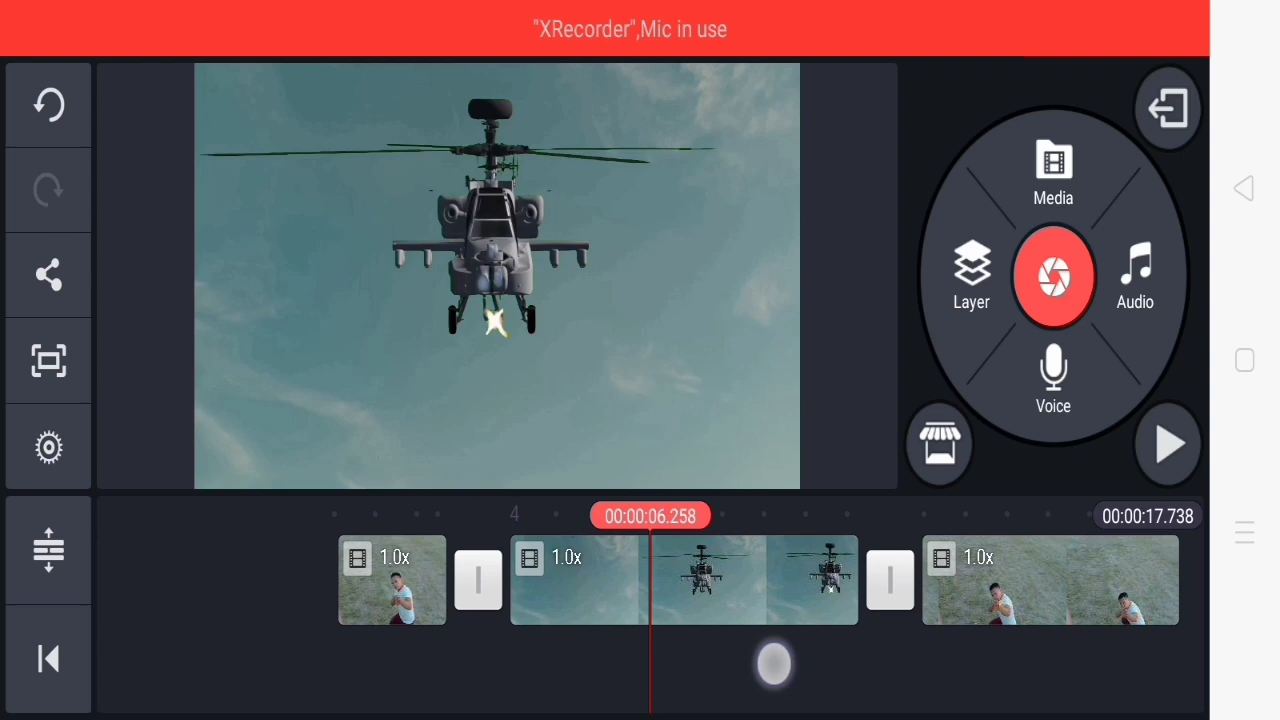 "XRecorder",Mic in use
Media
Layer
Audio
Voice
4
00:00:06.258
00:00:17.738
1.0x
1.0x
1.0x